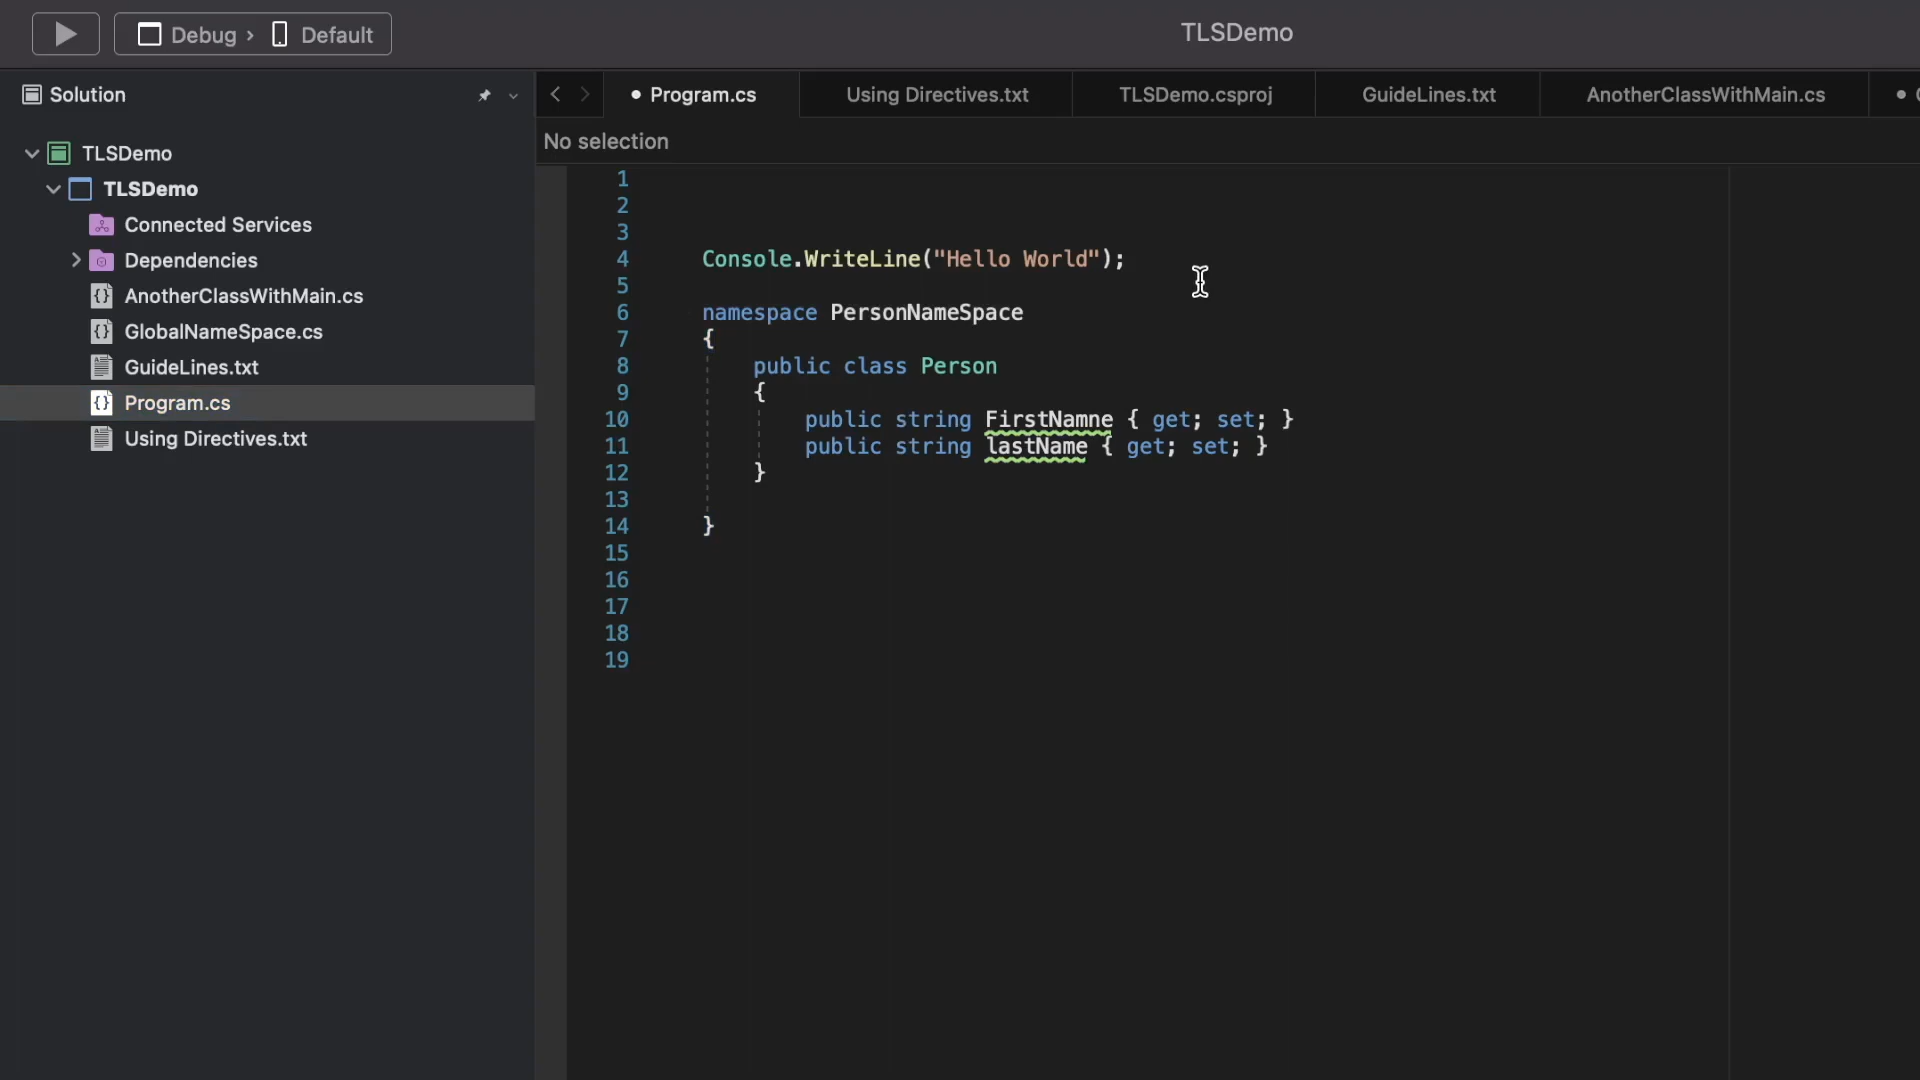 Debug › Default
TLSDemo
Solution
Program.cs
Using Directives.txt
TLSDemo.csproj
GuideLines.txt
AnotherClassWithMain.cs
No selection
TLSDemo
TLSDemo
Connected Services
Dependencies
AnotherClassWithMain.cs
GlobalNameSpace.cs
GuideLines.txt
Program.cs
Using Directives.txt
1
2
3
4 Console.WriteLine("Hello World");
5
6 namespace PersonNameSpace
7 {
8 public class Person
9 {
10 public string FirstNamne { get; set; }
11 public string lastName { get; set; }
12 }
13
14 }
15
16
17
18
19